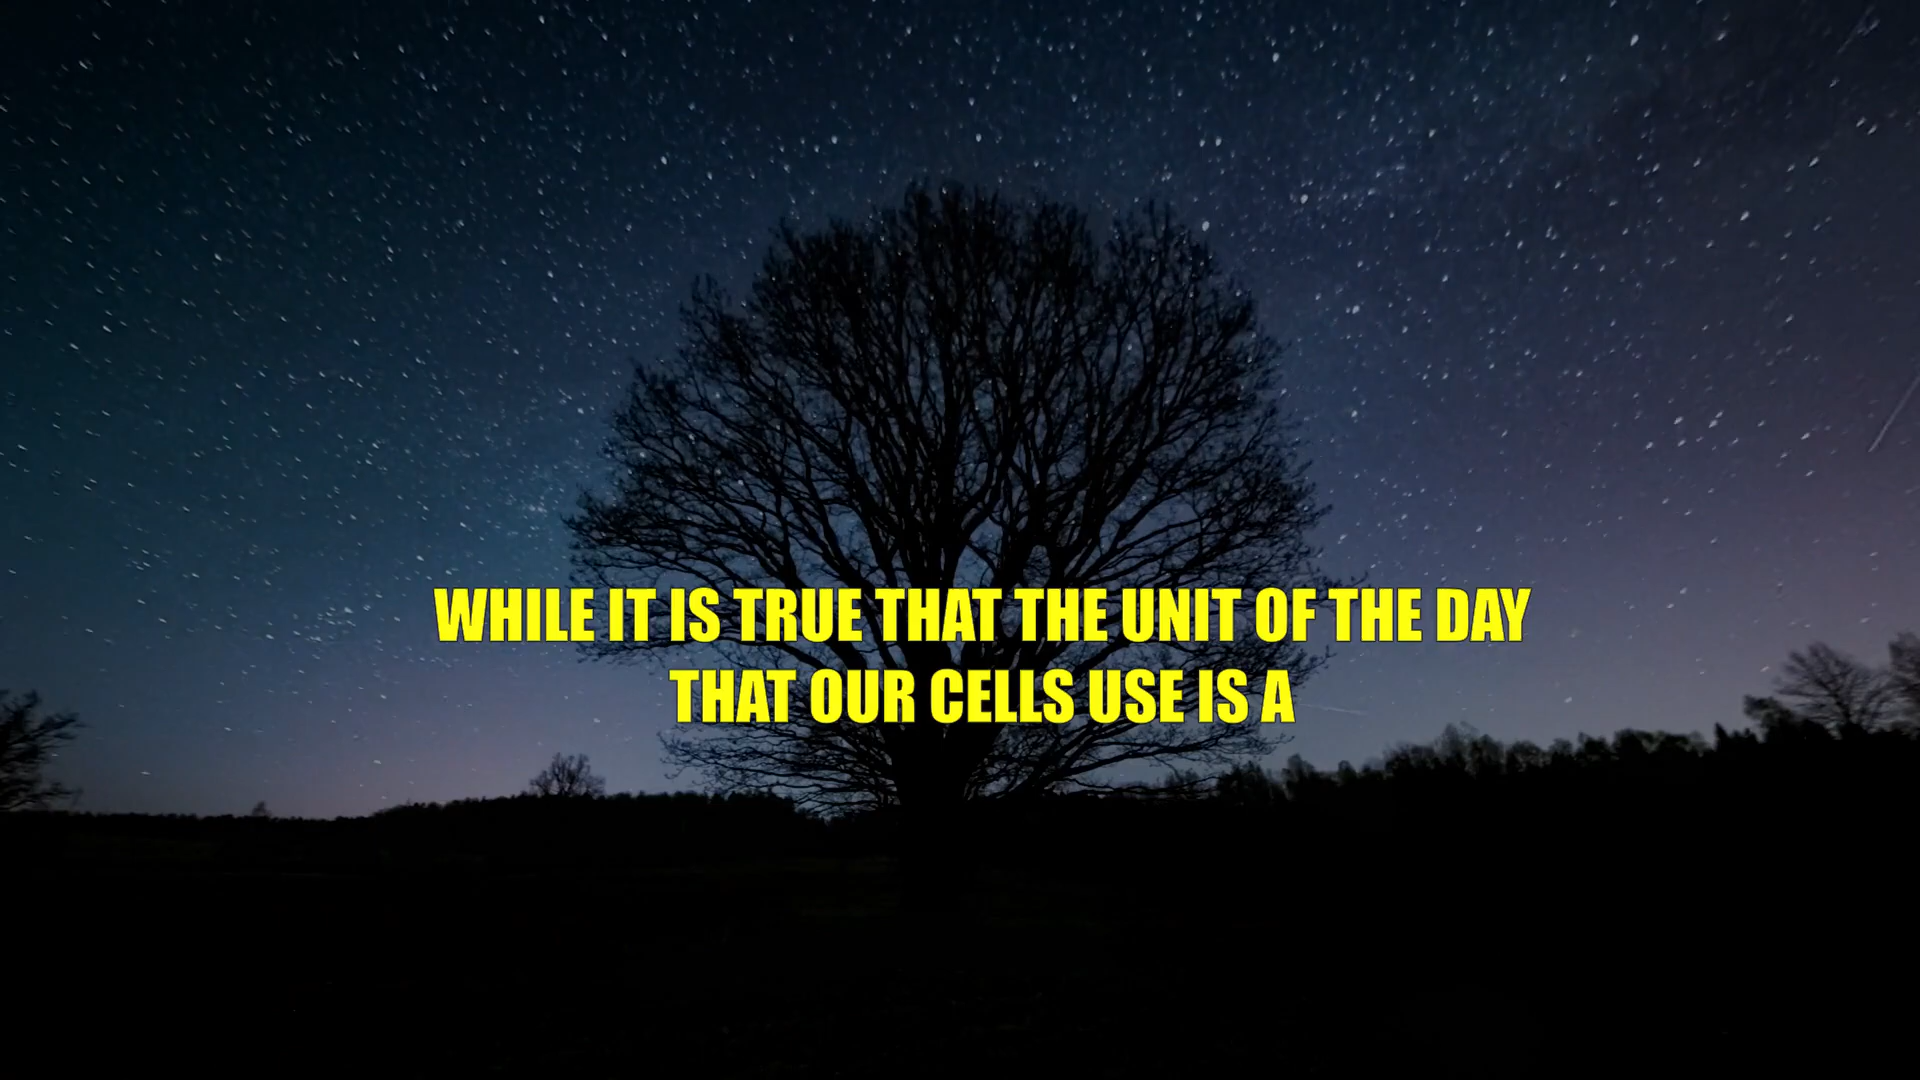 WHILE IT IS TRUE THAT THE UNIT OF THE DAY
THAT OUR CELLS USE IS A